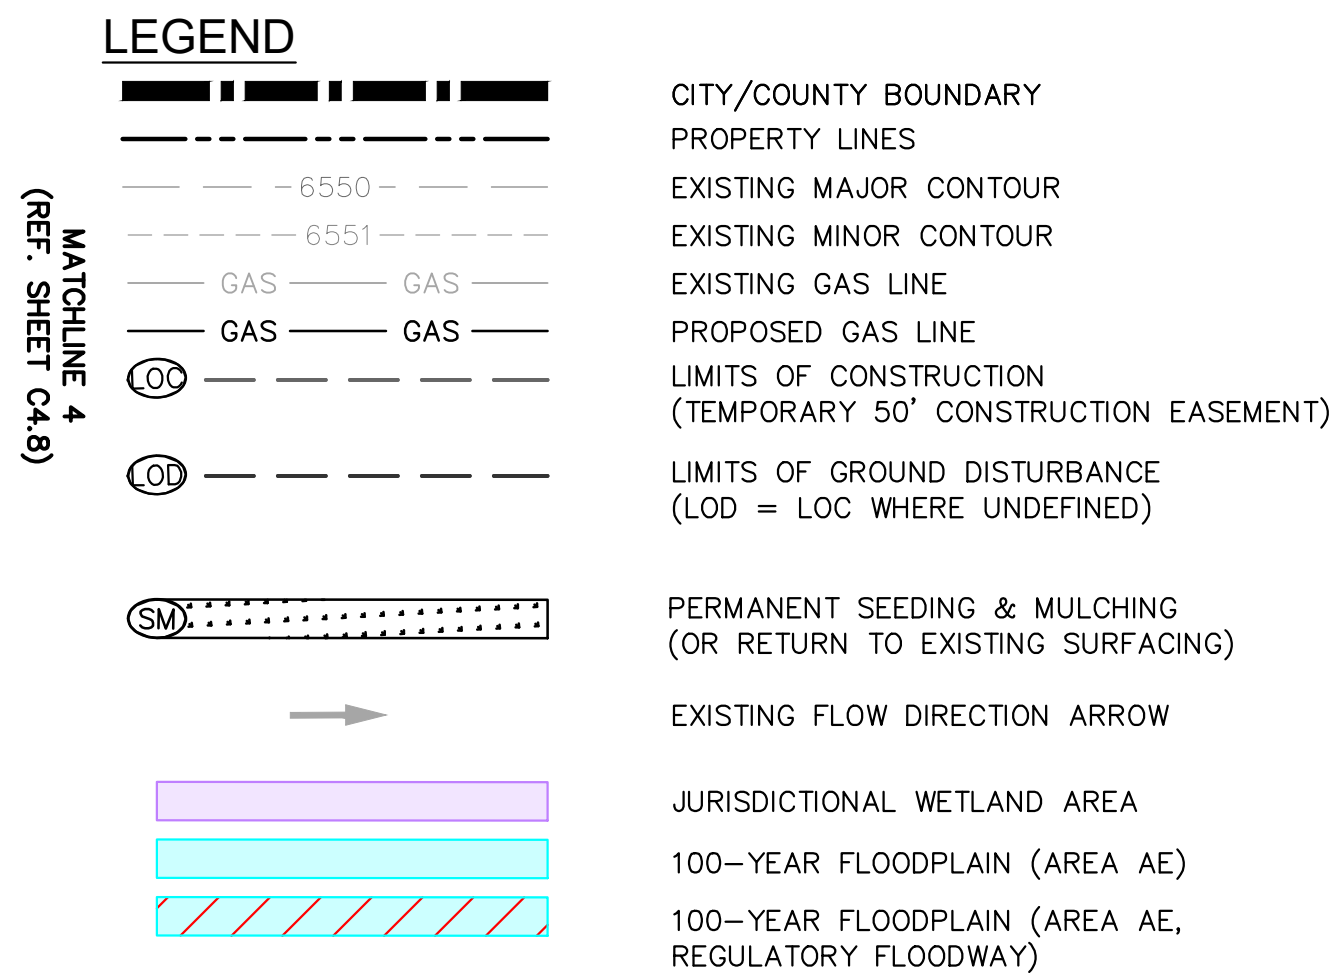 LEGEND
CITY/COUNTY BOUNDARY
PROPERTY LINES
6550
EXISTING MAJOR CONTOUR
6551
EXISTING MINOR CONTOUR
GAS GAS
EXISTING GAS LINE
GAS GAS
PROPOSED GAS LINE
LOC
LIMITS OF CONSTRUCTION
(TEMPORARY 50' CONSTRUCTION EASEMENT)
LOD
LIMITS OF GROUND DISTURBANCE
(LOD = LOC WHERE UNDEFINED)
SM
PERMANENT SEEDING & MULCHING
(OR RETURN TO EXISTING SURFACING)
EXISTING FLOW DIRECTION ARROW
JURISDICTIONAL WETLAND AREA
100-YEAR FLOODPLAIN (AREA AE)
100-YEAR FLOODPLAIN (AREA AE,
REGULATORY FLOODWAY)
MATCHLINE 4
(REF. SHEET C4.8)